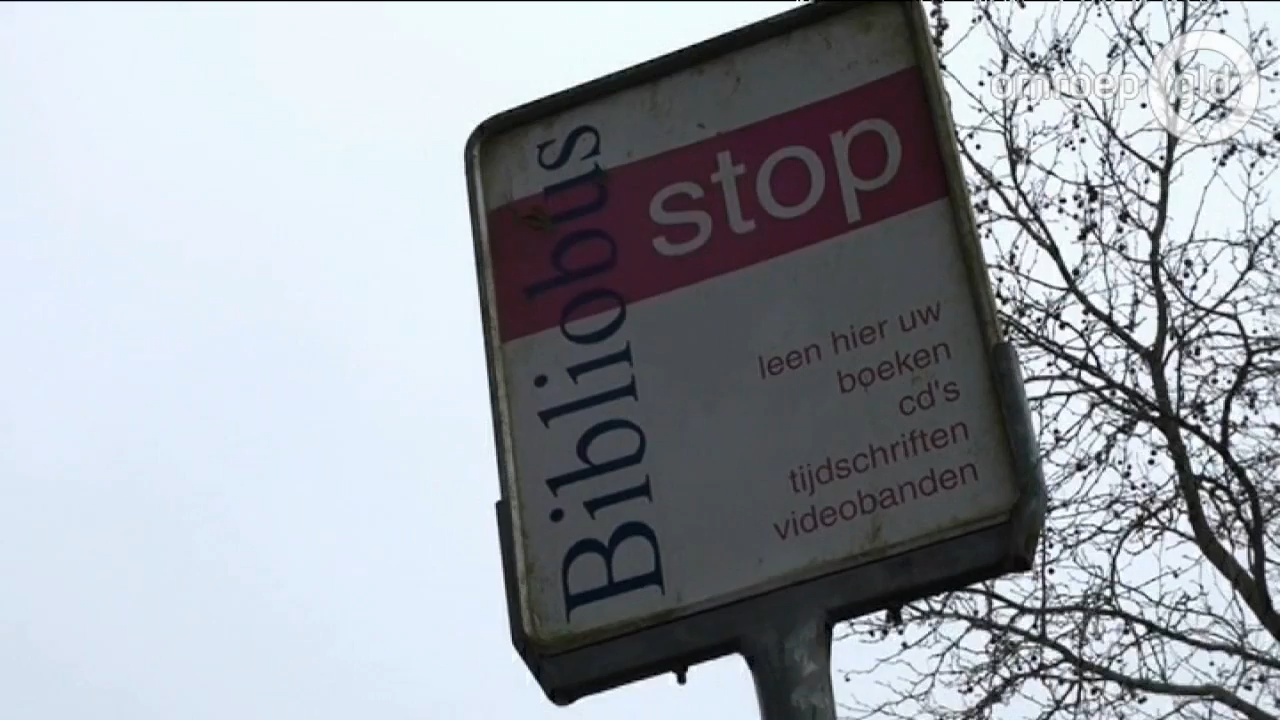 omroep gld
Bibliobus
stop
leen hier uw
boeken
cd's
tijdschriften
videobanden